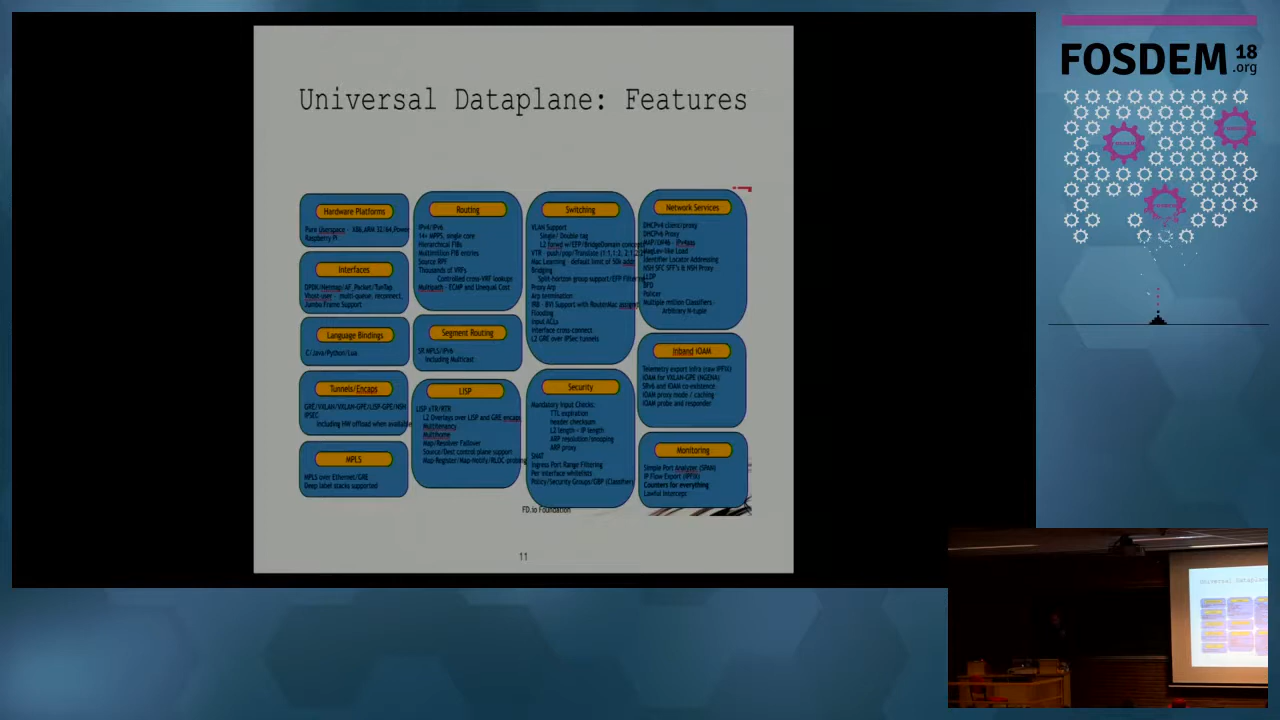 Universal Dataplane: Features
Hardware Platforms
Pure Userspace - X86,ARM 32/64,Power
Raspberry Pi
Interfaces
DPDK/Netmap/AF_Packet/TunTap
Vhost-user - multi-queue, reconnect,
Jumbo Frame Support
Language Bindings
C/Java/Python/Lua
Tunnels/Encaps
GRE/VXLAN/VXLAN-GPE/LISP-GPE/NSH
IPSEC
Including HW offload when available
MPLS
MPLS over Ethernet/GRE
Deep label stacks supported
Routing
IPv4/IPv6
14+ MPPS, single core
Hierarchical FIBs
Multimillion FIB entries
Source RPF
Thousands of VRFs
Controlled cross-VRF lookups
Multipath - ECMP and Unequal Cost
Segment Routing
SR MPLS/IPv6
Including Multicast
LISP
LISP xTR/RTR
L2 Overlays over LISP and GRE encaps
Multitenancy
Multihome
Map/Resolver Failover
Source/Dest control plane support
Map-Register/Map-Notify/RLOC-probing
Switching
VLAN Support
Single/ Double tag
L2 forwd w/EFP/BridgeDomain concepts
VTR - push/pop/Translate (1:1,1:2, 2:1,2:2)
Mac Learning - default limit of 50k addr
Bridging
Split-horizon group support/EFP Filtering
Proxy Arp
Arp termination
IRB - BVI Support with RouterMac assignmt
Flooding
Input ACLs
Interface cross-connect
L2 GRE over IPSec tunnels
Security
Mandatory Input Checks:
TTL expiration
header checksum
L2 length < IP length
ARP resolution/snooping
ARP proxy
SNAT
Ingress Port Range Filtering
Per interface whitelists
Policy/Security Groups/GBP (Classifier)
Network Services
DHCPv4 client/proxy
DHCPv6 Proxy
MAP/LW46 - IPv4aas
MagLev-like Load
Identifier Locator Addressing
NSH SFC SFF's & NSH Proxy
LLDP
BFD
Policer
Multiple million Classifiers -
Arbitrary N-tuple
Inband iOAM
Telemetry export infra (raw IPFIX)
iOAM for VXLAN-GPE (NGENA)
SRv6 and iOAM co-existence
iOAM proxy mode / caching
iOAM probe and responder
Monitoring
Simple Port Analyzer (SPAN)
IP Flow Export (IPFIX)
Counters for everything
Lawful Intercept
FD.io Foundation
11
FOSDEM 18
.org
Universal Dataplane